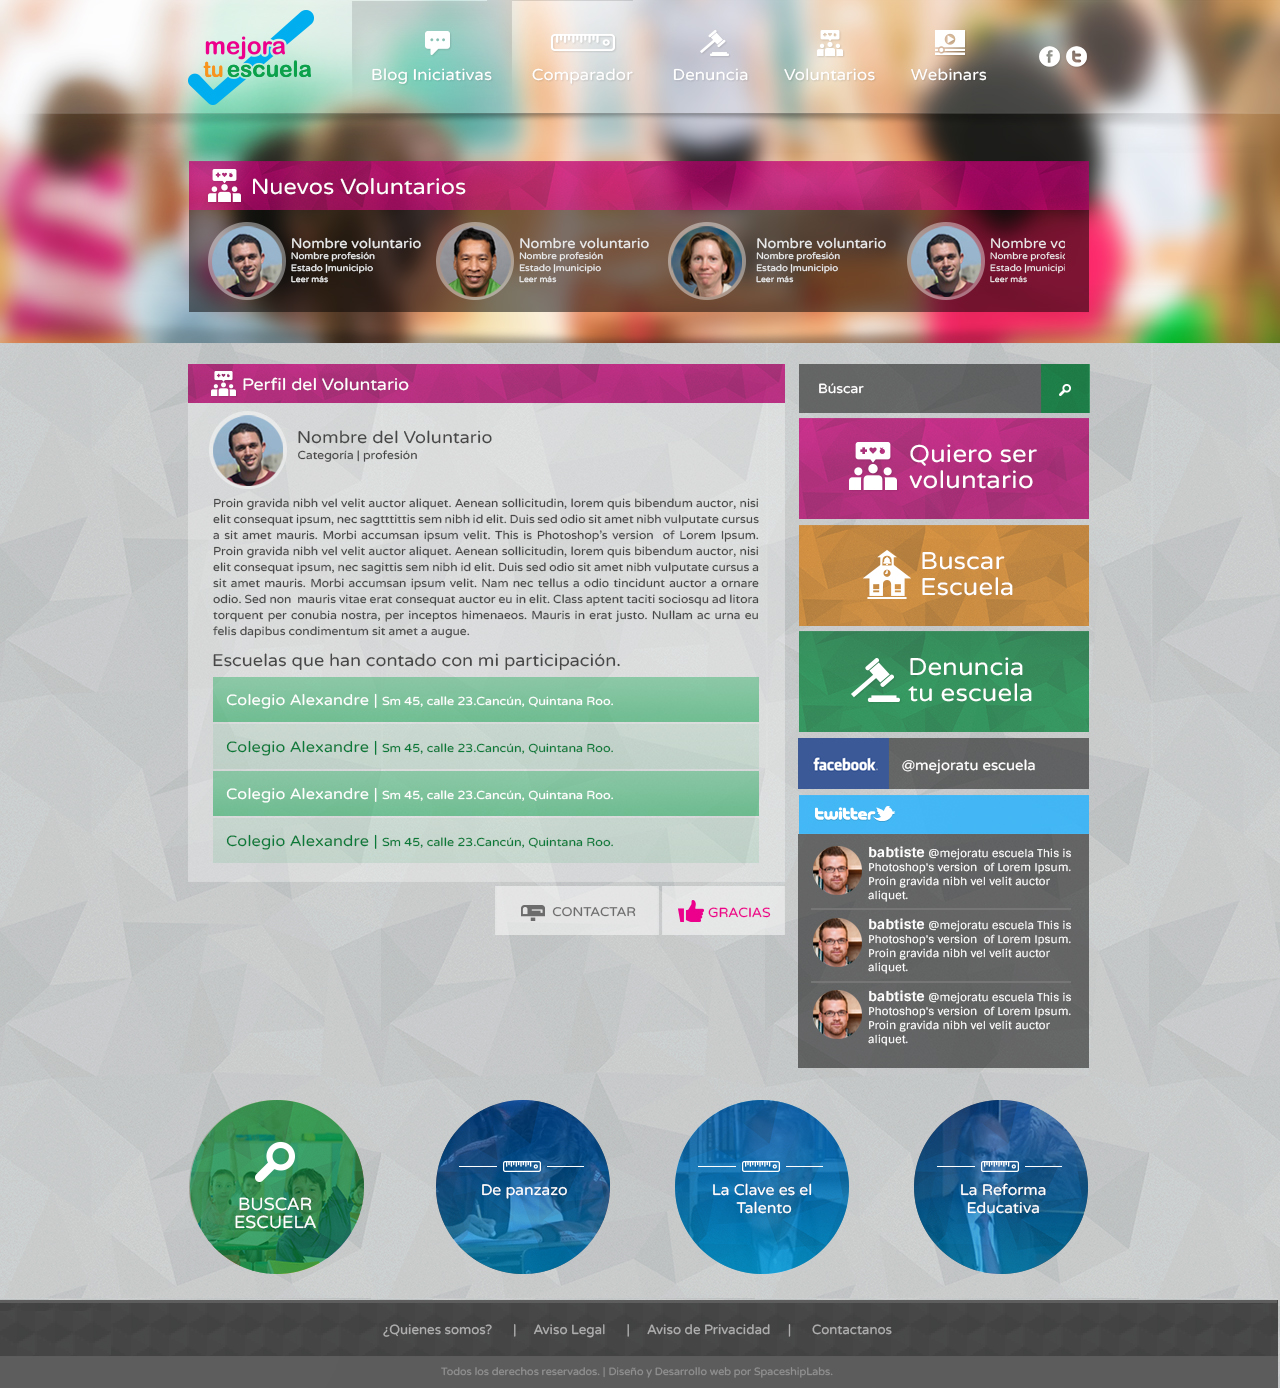 mejora
tu escuela
Blog Iniciativas
Comparador
Denuncia
Voluntarios
Webinars
Nuevos Voluntarios
Nombre voluntario
Nombre profesión
Estado |municipio
Leer más
Nombre voluntario
Nombre profesión
Estado |municipio
Leer más
Nombre voluntario
Nombre profesión
Estado |municipio
Leer más
Nombre vo
Nombre profesic
Estado |municipi
Leer más
Perfil del Voluntario
Nombre del Voluntario
Categoría | profesión
Proin gravida nibh vel velit auctor aliquet. Aenean sollicitudin, lorem quis bibendum auctor, nisi
elit consequat ipsum, nec sagtttittis sem nibh id elit. Duis sed odio sit amet nibh vulputate cursus
a sit amet mauris. Morbi accumsan ipsum velit. This is Photoshop's version of Lorem Ipsum.
Proin gravida nibh vel velit auctor aliquet. Aenean sollicitudin, lorem quis bibendum auctor, nisi
elit consequat ipsum, nec sagittis sem nibh id elit. Duis sed odio sit amet nibh vulputate cursus a
sit amet mauris. Morbi accumsan ipsum velit. Nam nec tellus a odio tincidunt auctor a ornare
odio. Sed non mauris vitae erat consequat auctor eu in elit. Class aptent taciti sociosqu ad litora
torquent per conubia nostra, per inceptos himenaeos. Mauris in erat justo. Nullam ac urna eu
felis dapibus condimentum sit amet a augue.
Escuelas que han contado con mi participación.
Colegio Alexandre | Sm 45, calle 23.Cancún, Quintana Roo.
Colegio Alexandre | Sm 45, calle 23.Cancún, Quintana Roo.
Colegio Alexandre | Sm 45, calle 23.Cancún, Quintana Roo.
Colegio Alexandre | Sm 45, calle 23.Cancún, Quintana Roo.
CONTACTAR
GRACIAS
Búscar
Quiero ser
voluntario
Buscar
Escuela
Denuncia
tu escuela
facebook.
@mejoratu escuela
twitter
babtiste @mejoratu escuela This is
Photoshop's version of Lorem Ipsum.
Proin gravida nibh vel velit auctor
aliquet.
babtiste @mejoratu escuela This is
Photoshop's version of Lorem Ipsum.
Proin gravida nibh vel velit auctor
aliquet.
babtiste @mejoratu escuela This is
Photoshop's version of Lorem Ipsum.
Proin gravida nibh vel velit auctor
aliquet.
BUSCAR
ESCUELA
De panzazo
La Clave es el
Talento
La Reforma
Educativa
¿Quienes somos? | Aviso Legal | Aviso de Privacidad | Contactanos
Todos los derechos reservados. | Diseño y Desarrollo web por SpaceshipLabs.